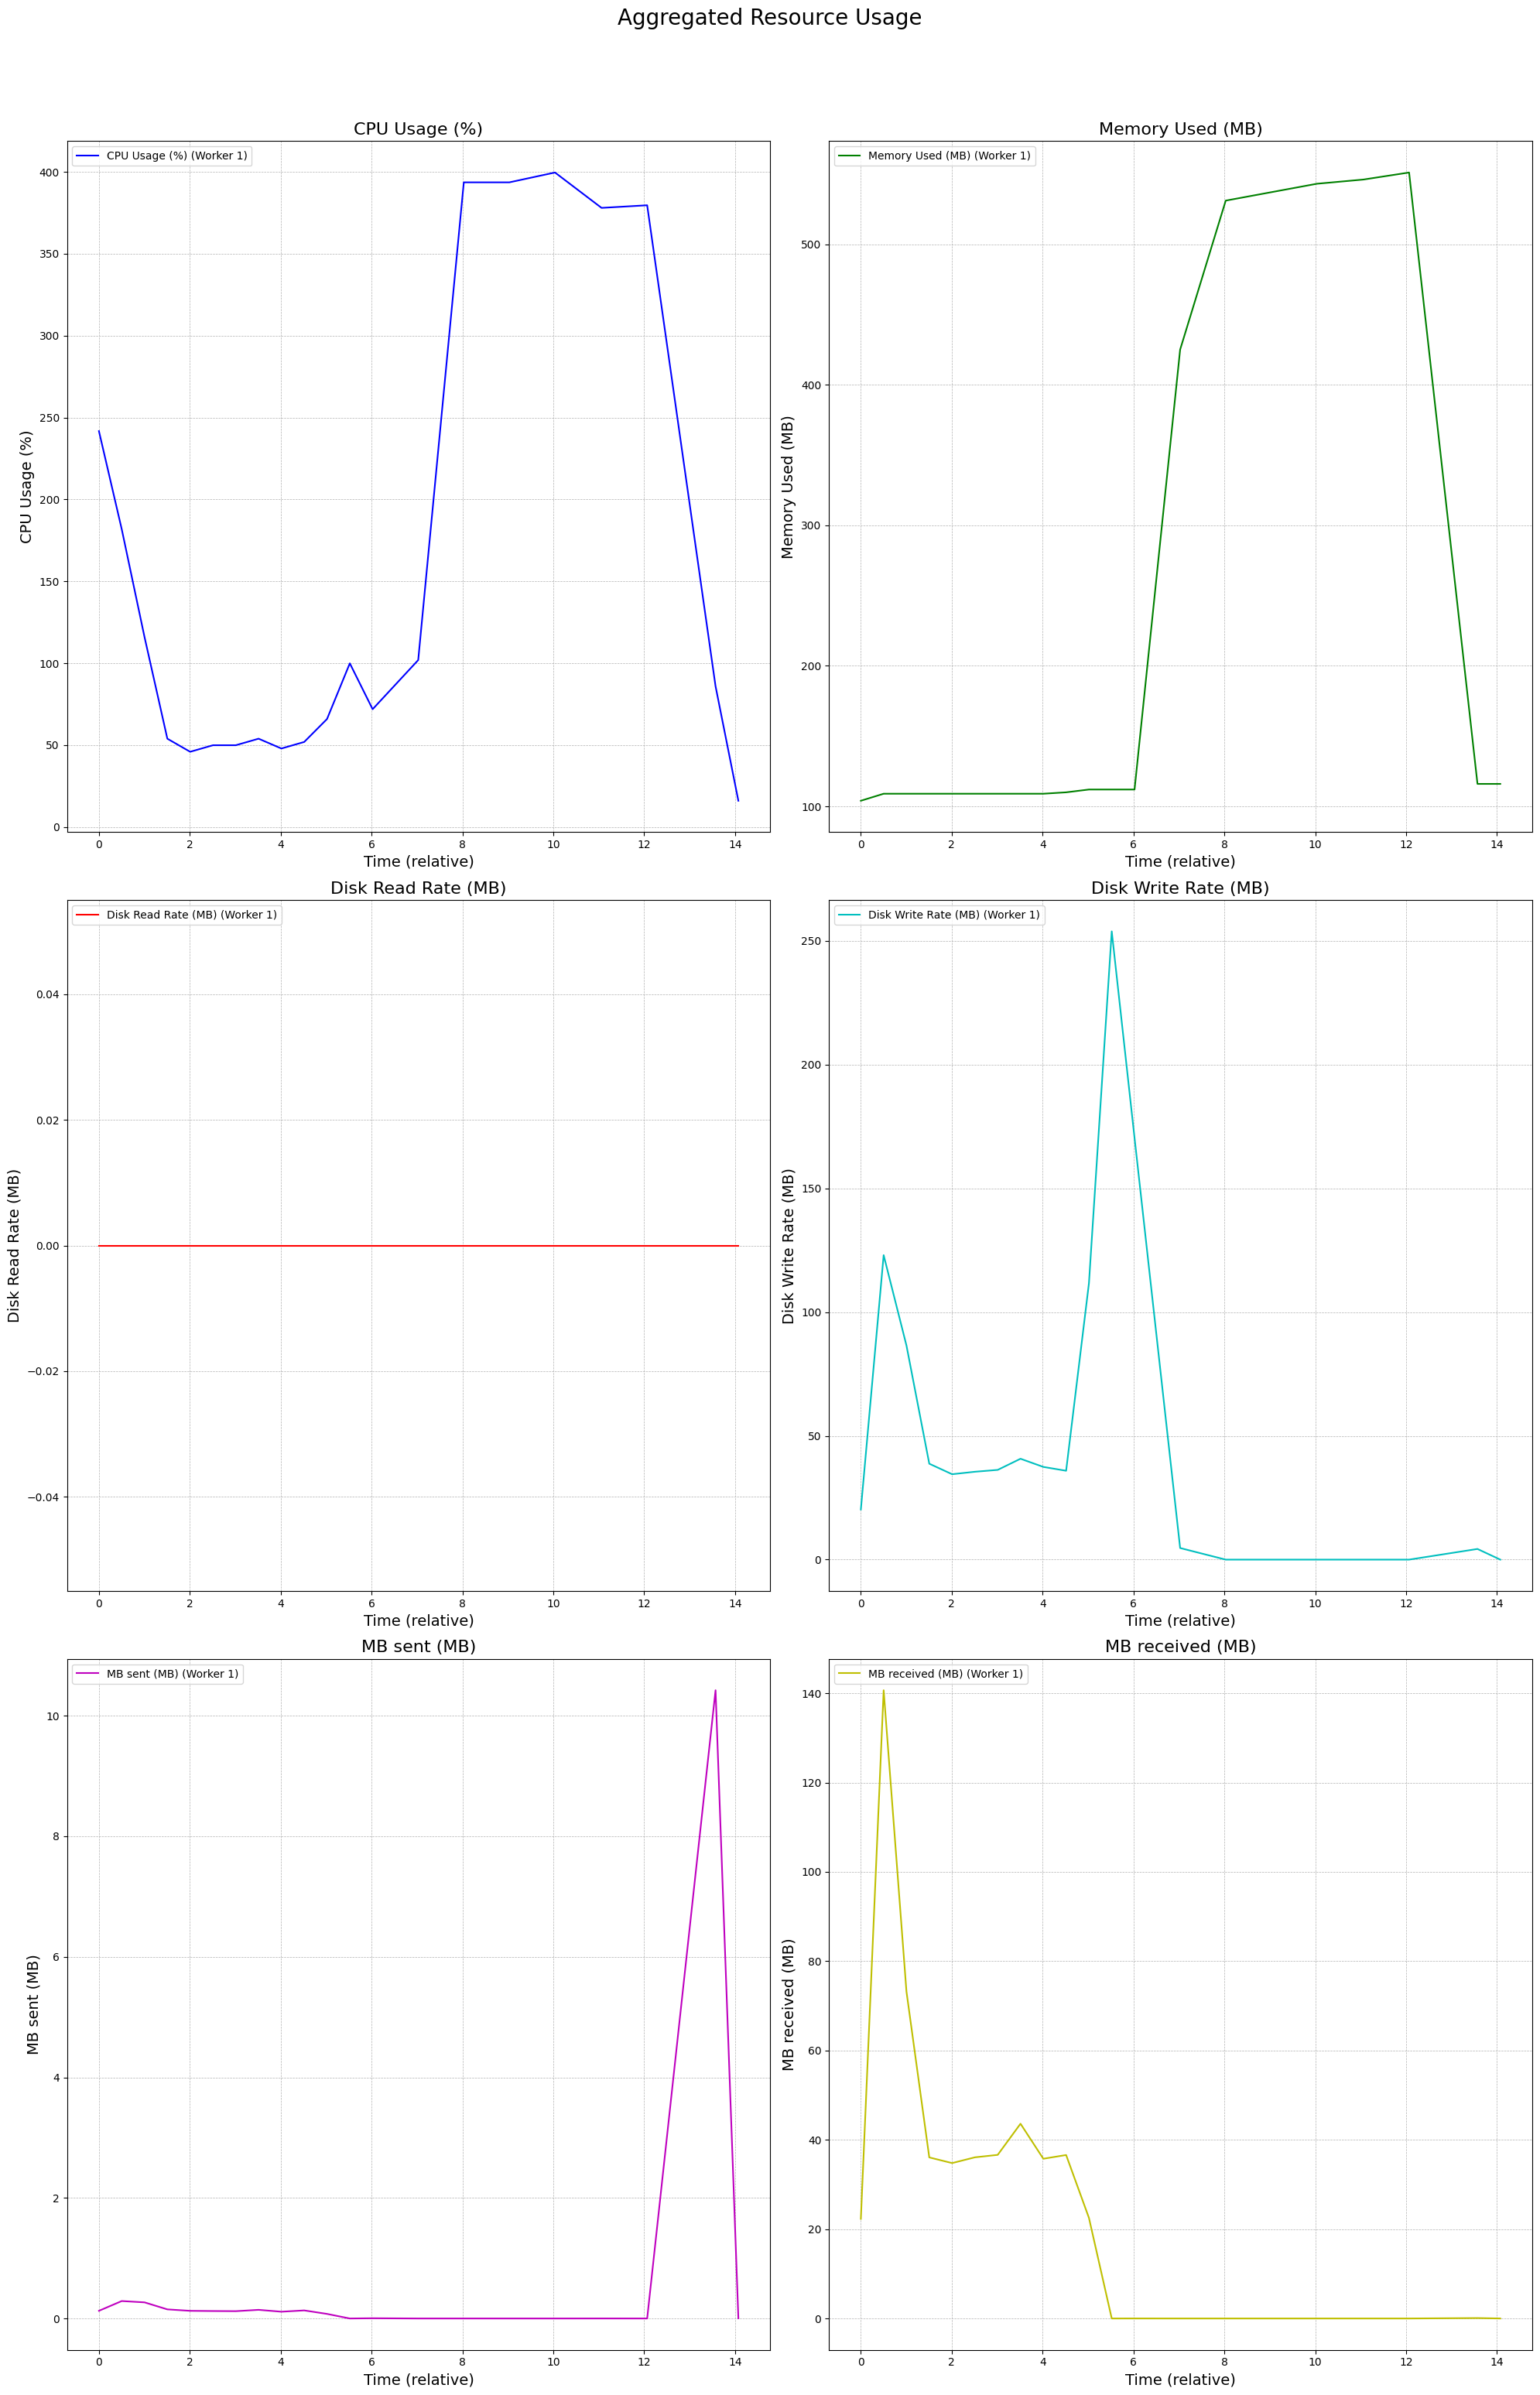 Aggregated Resource Usage
CPU Usage (%)
CPU Usage (%) (Worker 1)
CPU Usage (%)
400
350
300
250
200
150
100
50
0
0 2 4 6 8 10 12 14
Time (relative)
Memory Used (MB)
Memory Used (MB) (Worker 1)
Memory Used (MB)
500
400
300
200
100
0 2 4 6 8 10 12 14
Time (relative)
Disk Read Rate (MB)
Disk Read Rate (MB) (Worker 1)
Disk Read Rate (MB)
0.04
0.02
0.00
−0.02
−0.04
0 2 4 6 8 10 12 14
Time (relative)
Disk Write Rate (MB)
Disk Write Rate (MB) (Worker 1)
Disk Write Rate (MB)
250
200
150
100
50
0
0 2 4 6 8 10 12 14
Time (relative)
MB sent (MB)
MB sent (MB) (Worker 1)
MB sent (MB)
10
8
6
4
2
0
0 2 4 6 8 10 12 14
Time (relative)
MB received (MB)
MB received (MB) (Worker 1)
MB received (MB)
140
120
100
80
60
40
20
0
0 2 4 6 8 10 12 14
Time (relative)